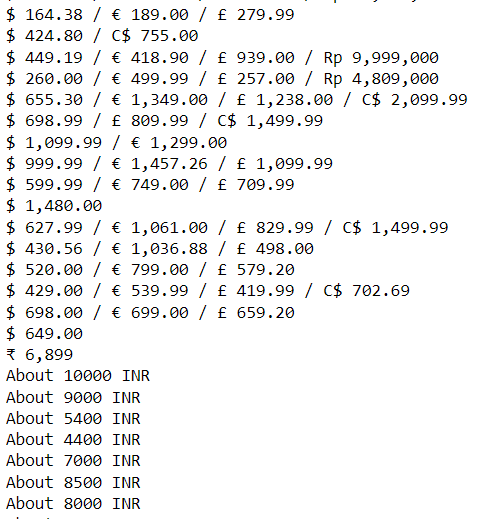 $ 164.38 / € 189.00 / £ 279.99
$ 424.80 / C$ 755.00
$ 449.19 / € 418.90 / £ 939.00 / Rp 9,999,000
$ 260.00 / € 499.99 / £ 257.00 / Rp 4,809,000
$ 655.30 / € 1,349.00 / £ 1,238.00 / C$ 2,099.99
$ 698.99 / £ 809.99 / C$ 1,499.99
$ 1,099.99 / € 1,299.00
$ 999.99 / € 1,457.26 / £ 1,099.99
$ 599.99 / € 749.00 / £ 709.99
$ 1,480.00
$ 627.99 / € 1,061.00 / £ 829.99 / C$ 1,499.99
$ 430.56 / € 1,036.88 / £ 498.00
$ 520.00 / € 799.00 / £ 579.20
$ 429.00 / € 539.99 / £ 419.99 / C$ 702.69
$ 698.00 / € 699.00 / £ 659.20
$ 649.00
₹ 6,899
About 10000 INR
About 9000 INR
About 5400 INR
About 4400 INR
About 7000 INR
About 8500 INR
About 8000 INR